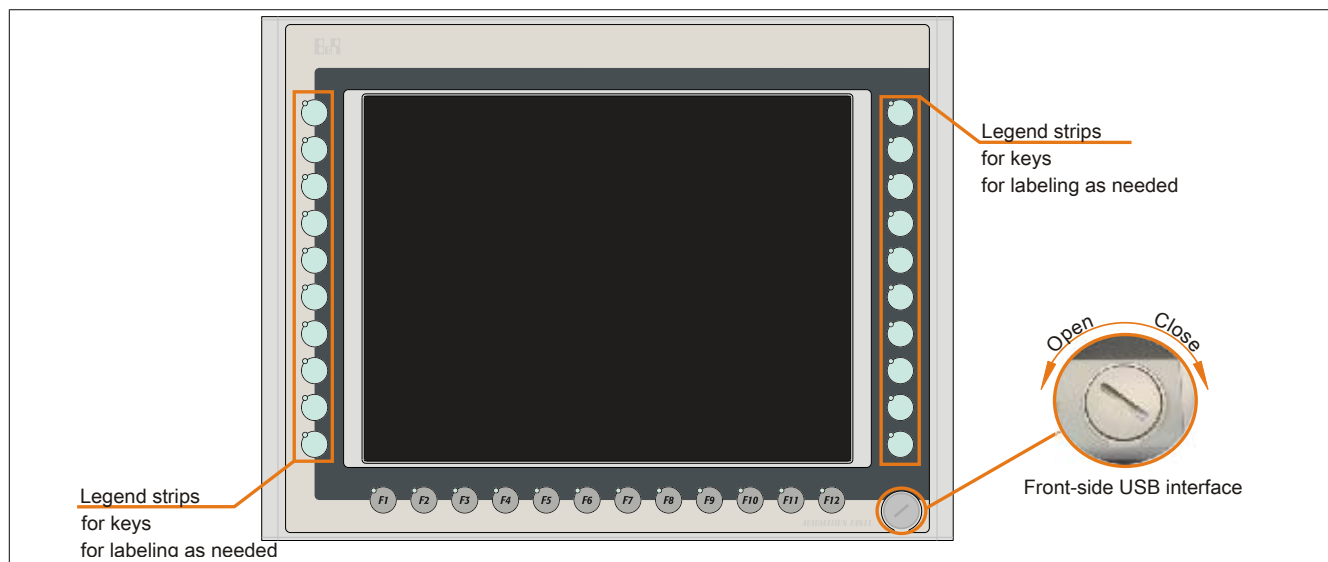 B&R
Legend strips
for keys
for labeling as needed
Open
Close
Front-side USB interface
F1 F2 F3 F4 F5 F6 F7 F8 F9 F10 F11 F12
Legend strips
for keys
for labeling as needed